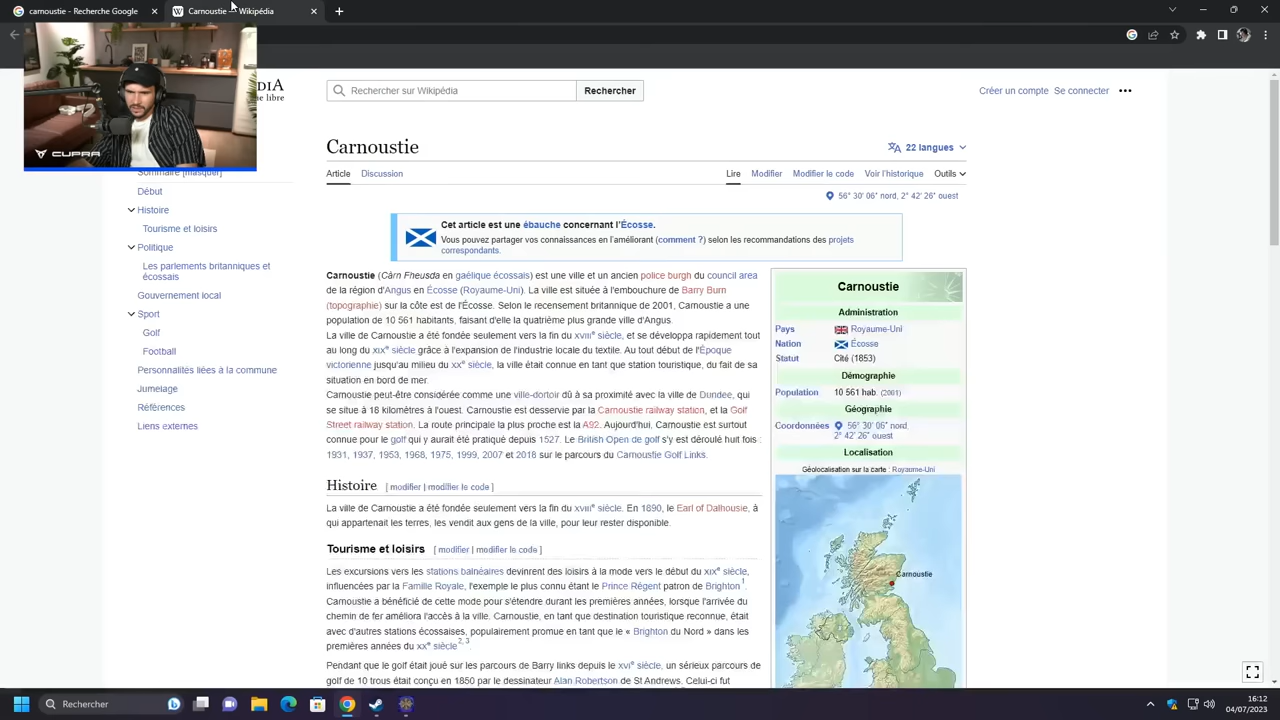 carnoustie - Recherche Google
Carnoustie — Wikipédia
CUPRA
Rechercher sur Wikipédia
Rechercher
Créer un compte Se connecter
Carnoustie
22 langues
Article Discussion
Lire Modifier Modifier le code Voir l'historique Outils
56° 30′ 06″ nord, 2° 42′ 26″ ouest
Sommaire [masquer]
Début
Histoire
Tourisme et loisirs
Politique
Les parlements britanniques et
écossais
Gouvernement local
Sport
Golf
Football
Personnalités liées à la commune
Jumelage
Références
Liens externes
Cet article est une ébauche concernant l'Écosse.
Vous pouvez partager vos connaissances en l'améliorant (comment ?) selon les recommandations des projets
correspondants.
Carnoustie (Càrn Fheusda en gaélique écossais) est une ville et un ancien police burgh du council area
de la région d'Angus en Écosse (Royaume-Uni). La ville est située à l'embouchure de Barry Burn
(topographie) sur la côte est de l'Écosse. Selon le recensement britannique de 2001, Carnoustie a une
population de 10 561 habitants, faisant d'elle la quatrième plus grande ville d'Angus.
La ville de Carnoustie a été fondée seulement vers la fin du XVIIIe siècle, et se développa rapidement tout
au long du XIXe siècle grâce à l'expansion de l'industrie locale du textile. Au tout début de l'Époque
victorienne jusqu'au milieu du XXe siècle, la ville était connue en tant que station touristique, du fait de sa
situation en bord de mer.
Carnoustie peut-être considérée comme une ville-dortoir dû à sa proximité avec la ville de Dundee, qui
se situe à 18 kilomètres à l'ouest. Carnoustie est desservie par la Carnoustie railway station, et la Golf
Street railway station. La route principale la plus proche est la A92. Aujourd'hui, Carnoustie est surtout
connue pour le golf qui y aurait été pratiqué depuis 1527. Le British Open de golf s'y est déroulé huit fois :
1931, 1937, 1953, 1968, 1975, 1999, 2007 et 2018 sur le parcours du Carnoustie Golf Links.
Histoire [ modifier | modifier le code ]
La ville de Carnoustie a été fondée seulement vers la fin du XVIIIe siècle. En 1890, le Earl of Dalhousie, à
qui appartenait les terres, les vendit aux gens de la ville, pour leur rester disponible.
Tourisme et loisirs [ modifier | modifier le code ]
Les excursions vers les stations balnéaires devinrent des loisirs à la mode vers le début du XIXe siècle,
influencées par la Famille Royale, l'exemple le plus connu étant le Prince Régent patron de Brighton1.
Carnoustie a bénéficié de cette mode pour s'étendre durant les premières années, lorsque l'arrivée du
chemin de fer améliora l'accès à la ville. Carnoustie, en tant que destination touristique reconnue, était
avec d'autres stations écossaises, populairement promue en tant que le « Brighton du Nord » dans les
premières années du XXe siècle2, 3.
Pendant que le golf était joué sur les parcours de Barry links depuis le XVIe siècle, un sérieux parcours
de golf de 10 trous était conçu en 1850 par le dessinateur Alan Robertson de St Andrews. Celui-ci fut
Carnoustie
Administration
Pays Royaume-Uni
Nation Écosse
Statut Cité (1853)
Démographie
Population 10 561 hab. (2001)
Géographie
Coordonnées 56° 30′ 06″ nord,
2° 42′ 26″ ouest
Localisation
Géolocalisation sur la carte : Royaume-Uni
Carnoustie
Rechercher
16:12
04/07/2023